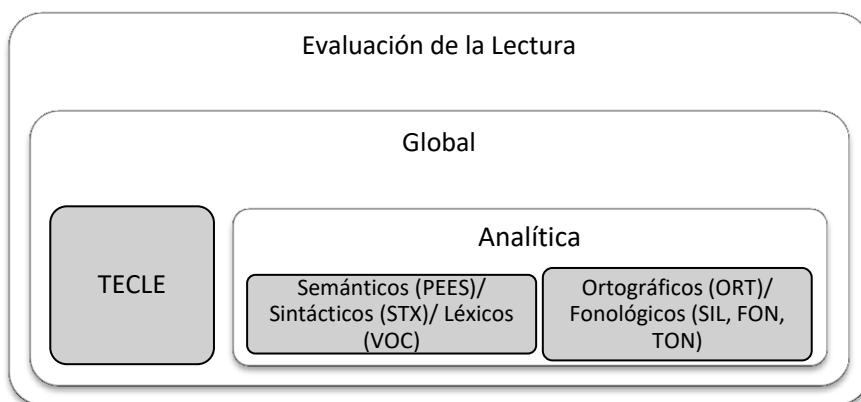 Evaluación de la Lectura
Global
TECLE
Analítica
Semánticos (PEES)/
Sintácticos (STX)/ Léxicos
(VOC)
Ortográficos (ORT)/
Fonológicos (SIL, FON,
TON)